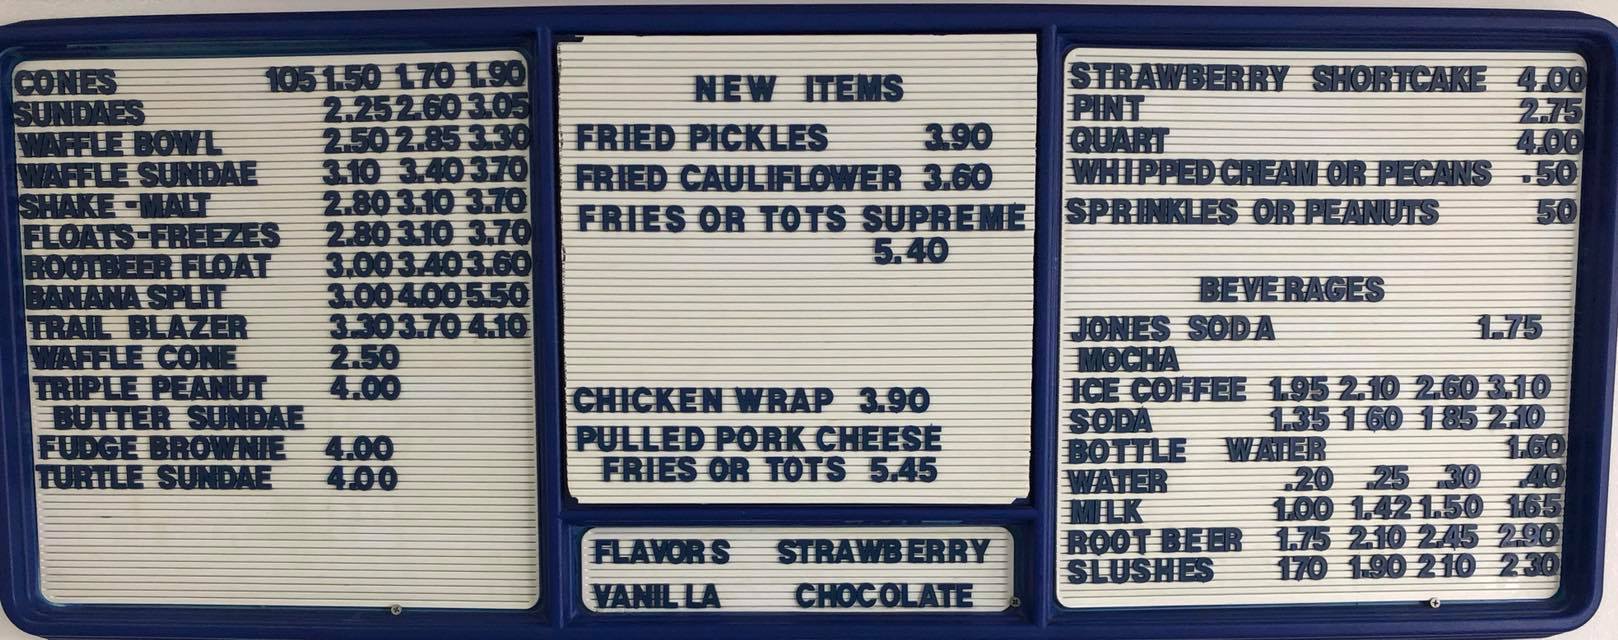 CONES 105 1.50 1.70 1.90
SUNDAES 2.25 2.60 3.05
WAFFLE BOWL 2.50 2.85 3.30
WAFFLE SUNDAE 3.10 3.40 3.70
SHAKE-MALT 2.80 3.10 3.70
FLOATS-FREEZES 2.80 3.10 3.70
ROOTBEER FLOAT 3.00 3.40 3.60
BANANA SPLIT 3.00 4.00 5.50
TRAIL BLAZER 3.30 3.70 4.10
WAFFLE CONE 2.50
TRIPLE PEANUT 4.00
BUTTER SUNDAE
FUDGE BROWNIE 4.00
TURTLE SUNDAE 4.00
NEW ITEMS
FRIED PICKLES 3.90
FRIED CAULIFLOWER 3.60
FRIES OR TOTS SUPREME
5.40
CHICKEN WRAP 3.90
PULLED PORK CHEESE
FRIES OR TOTS 5.45
FLAVORS STRAWBERRY
VANILLA CHOCOLATE
STRAWBERRY SHORTCAKE 4.00
PINT 2.75
QUART 4.00
WHIPPED CREAM OR PECANS .50
SPRINKLES OR PEANUTS 50
BEVERAGES
JONES SODA 1.75
MOCHA
ICE COFFEE 1.95 2.10 2.60 3.10
SODA 1.35 1 60 1 85 2.10
BOTTLE WATER 1.60
WATER .20 .25 .30 .40
MILK 1.00 1.42 1.50 1.65
ROOT BEER 1.75 2.10 2.45 2.90
SLUSHES 170 1.90 2 10 2 30